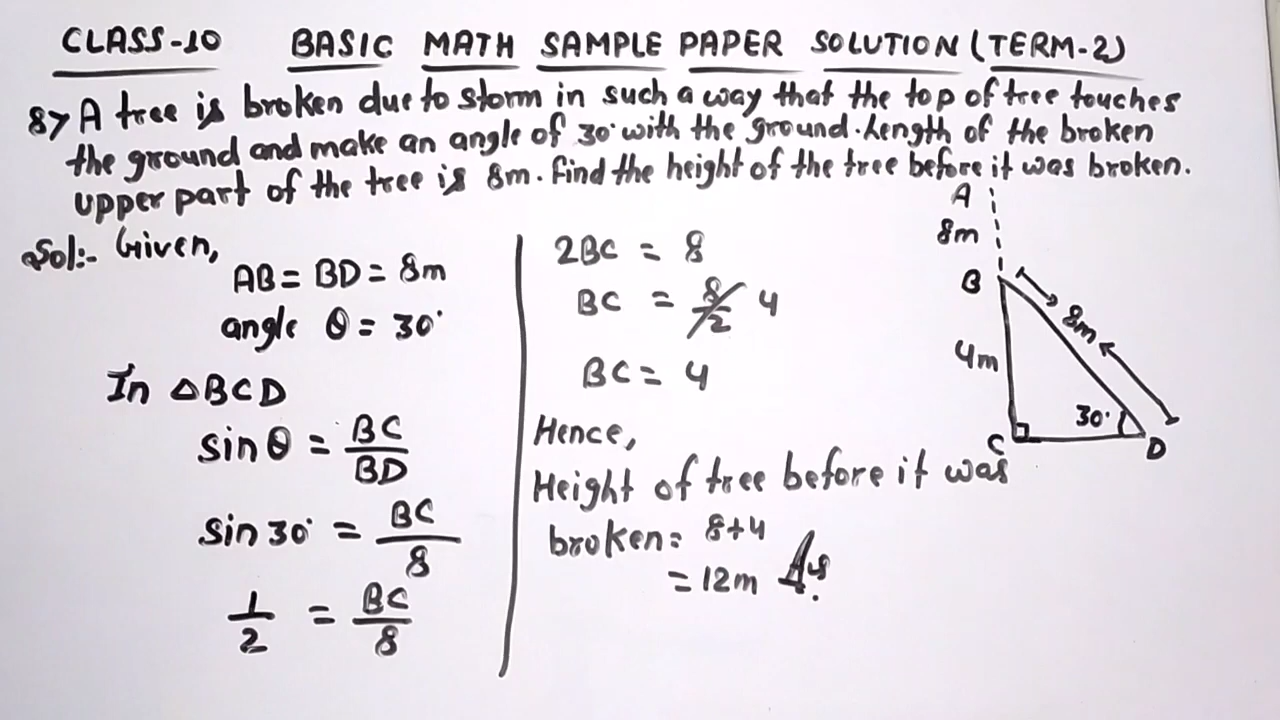 CLASS-10 BASIC MATH SAMPLE PAPER SOLUTION (TERM-2)
8> A tree is broken due to storm in such a way that the top of tree touches
the ground and make an angle of 30° with the ground. Length of the broken
upper part of the tree is 8m. Find the height of the tree before it was broken.
Sol:- Given,
AB = BD = 8m
angle θ = 30°
In △BCD
sin θ = BC/BD
sin 30° = BC/8
1/2 = BC/8
2BC = 8
BC = 8/2 4
BC = 4
Hence,
Height of tree before it was
broken = 8+4
= 12m Ans.
A
8m
B
8m
4m
30°
C
D